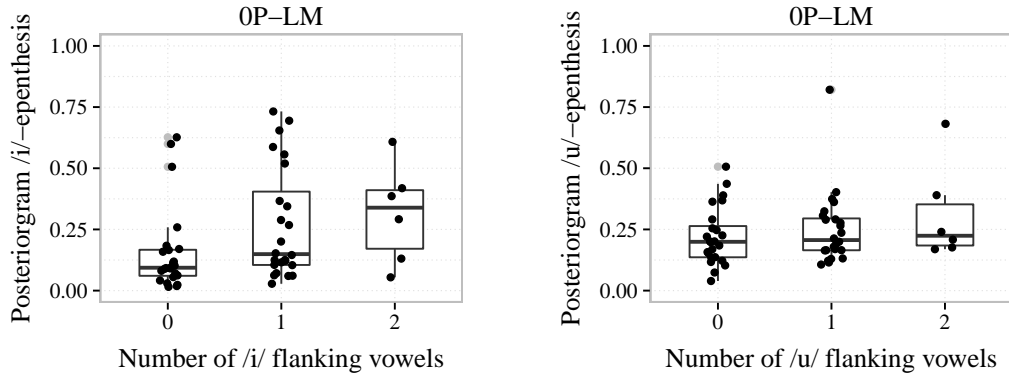 0P–LM
Posteriorgram /i/–epenthesis
1.00
0.75
0.50
0.25
0.00
0 1 2
Number of /i/ flanking vowels
0P–LM
Posteriorgram /u/–epenthesis
1.00
0.75
0.50
0.25
0.00
0 1 2
Number of /u/ flanking vowels